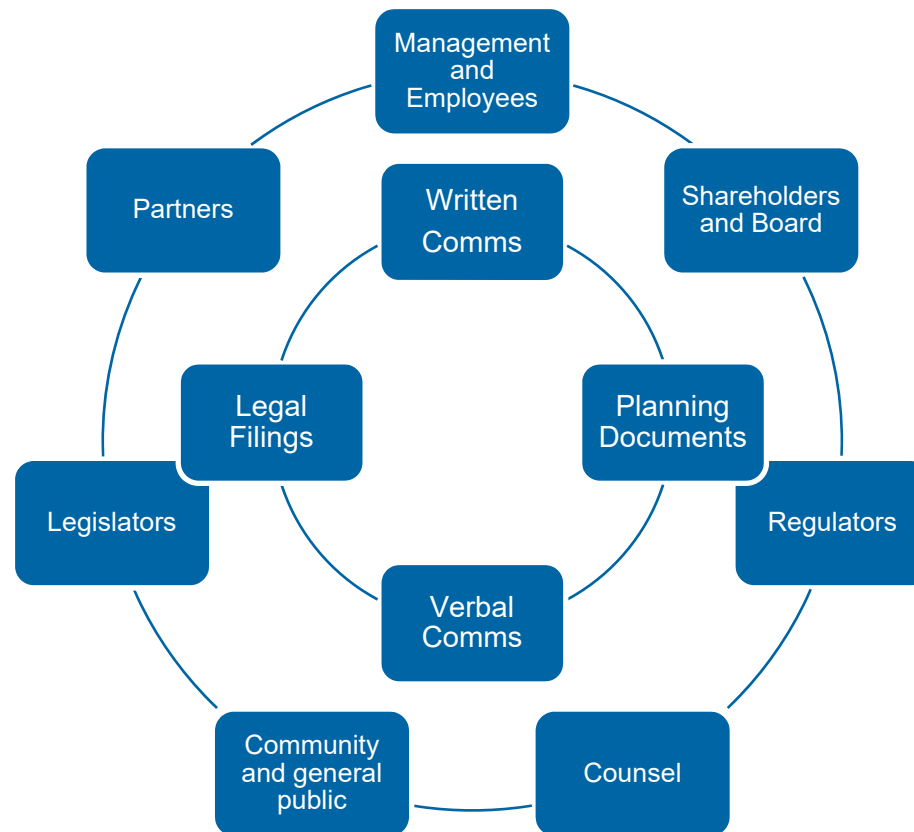 Management
and
Employees
Partners
Written
Comms
Shareholders
and Board
Legal
Filings
Planning
Documents
Legislators
Regulators
Verbal
Comms
Community
and general
public
Counsel